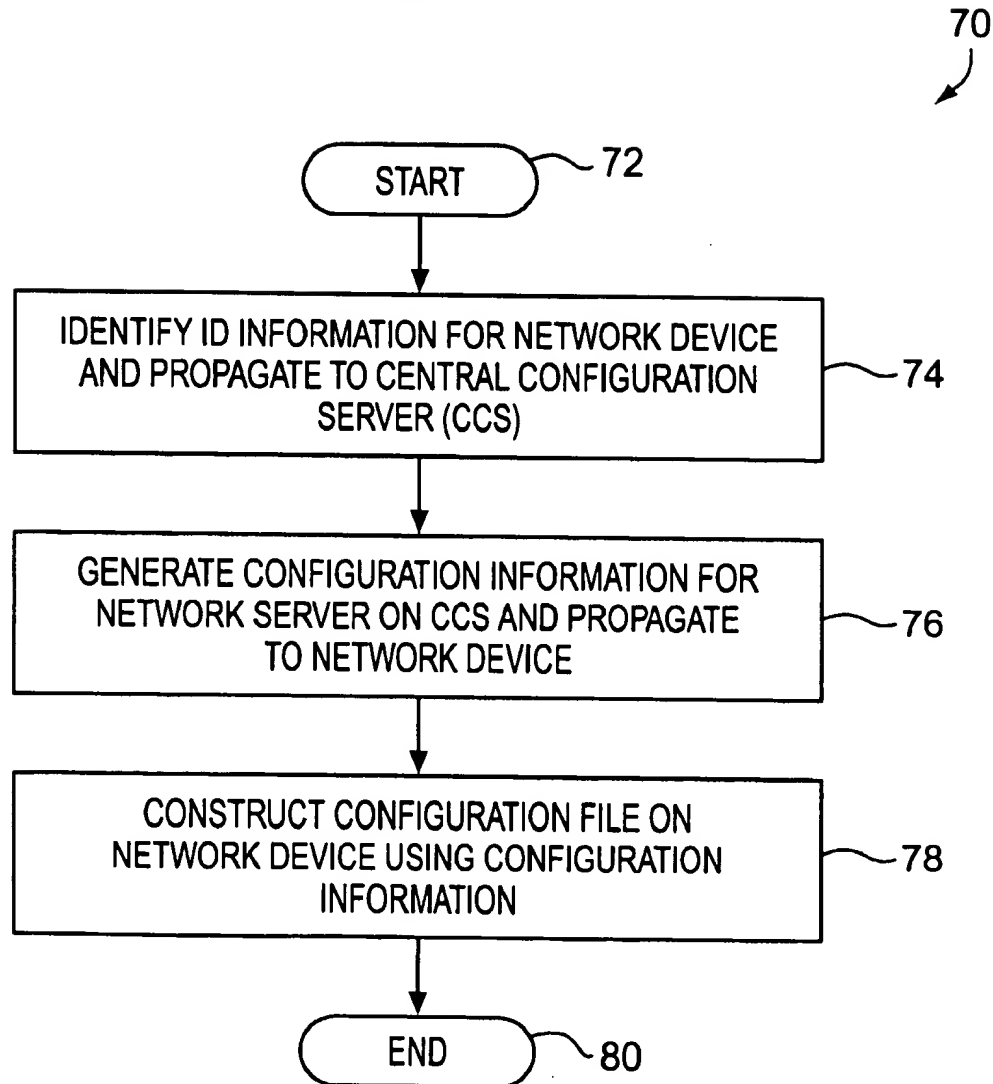 70
START
72
IDENTIFY ID INFORMATION FOR NETWORK DEVICE
AND PROPAGATE TO CENTRAL CONFIGURATION
SERVER (CCS)
74
GENERATE CONFIGURATION INFORMATION FOR
NETWORK SERVER ON CCS AND PROPAGATE
TO NETWORK DEVICE
76
CONSTRUCT CONFIGURATION FILE ON
NETWORK DEVICE USING CONFIGURATION
INFORMATION
78
END
80